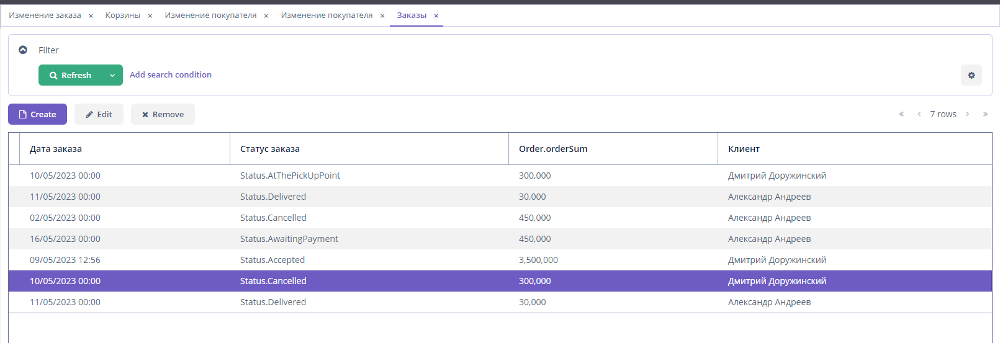 Изменение заказа × Корзины × Изменение покупателя × Изменение покупателя × Заказы ×
Filter
Refresh Add search condition
Create Edit Remove « ‹ 7 rows › »
Дата заказа Статус заказа Order.orderSum Клиент
10/05/2023 00:00 Status.AtThePickUpPoint 300,000 Дмитрий Доружинский
11/05/2023 00:00 Status.Delivered 30,000 Александр Андреев
02/05/2023 00:00 Status.Cancelled 450,000 Александр Андреев
16/05/2023 00:00 Status.AwaitingPayment 450,000 Александр Андреев
09/05/2023 12:56 Status.Accepted 3,500,000 Дмитрий Доружинский
10/05/2023 00:00 Status.Cancelled 300,000 Дмитрий Доружинский
11/05/2023 00:00 Status.Delivered 30,000 Александр Андреев